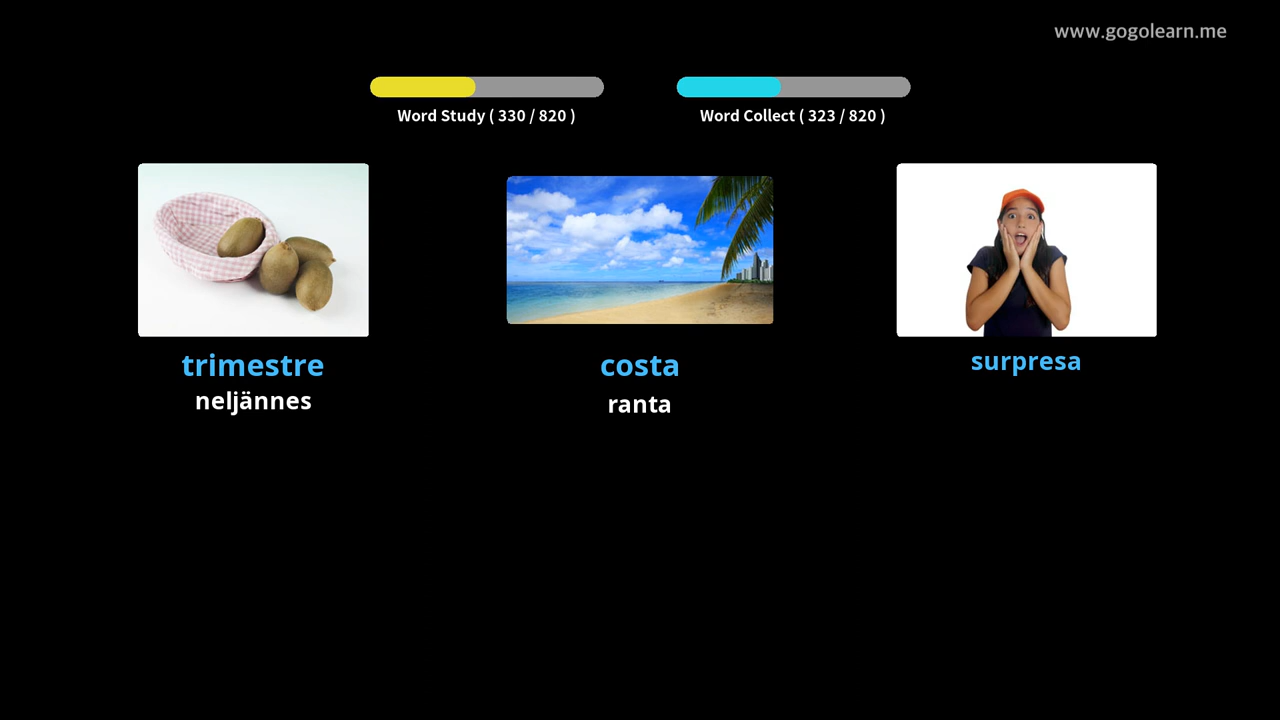 www.gogolearn.me
Word Study ( 330 / 820 )
Word Collect ( 323 / 820 )
trimestre
neljännes
costa
ranta
surpresa